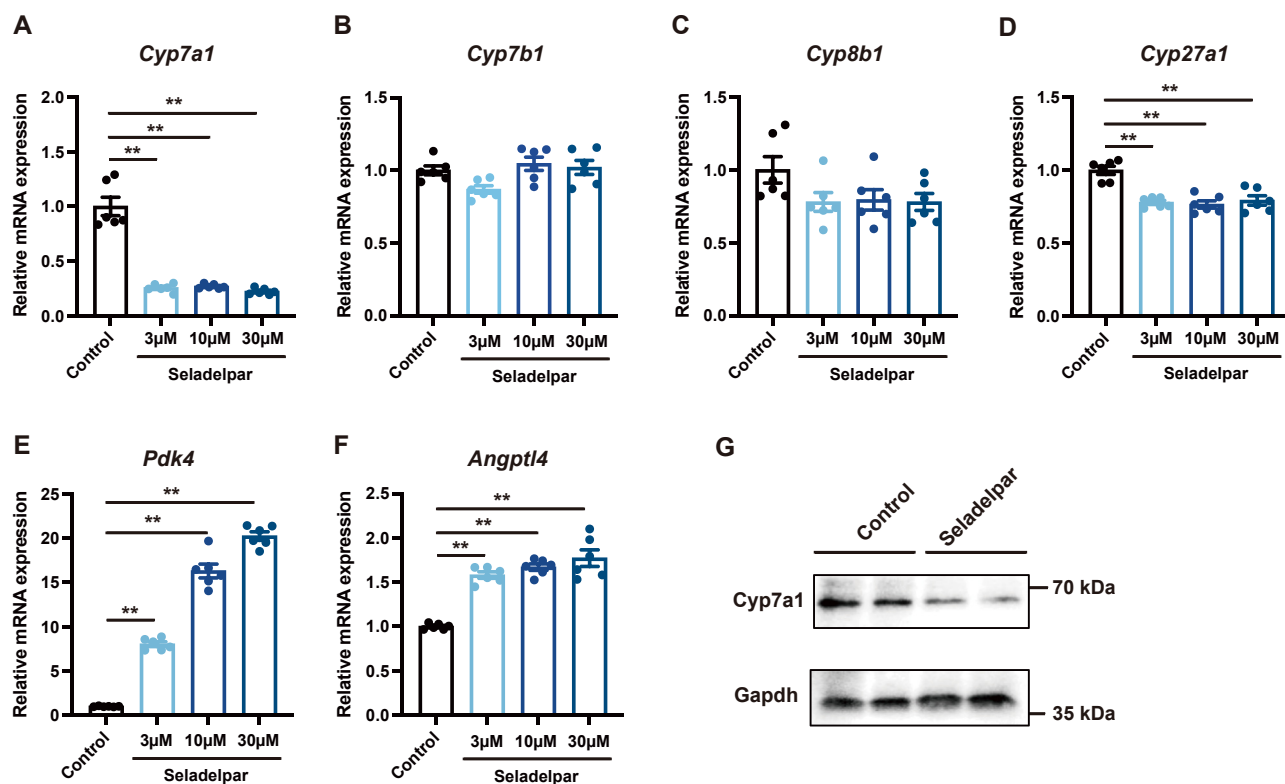 A
Cyp7a1
Relative mRNA expression
2.0
1.5
1.0
0.5
0.0
**
**
**
Control
3μM 10μM 30μM
Seladelpar
B
Cyp7b1
Relative mRNA expression
1.5
1.0
0.5
0.0
Control
3μM 10μM 30μM
Seladelpar
C
Cyp8b1
Relative mRNA expression
1.5
1.0
0.5
0.0
Control
3μM 10μM 30μM
Seladelpar
D
Cyp27a1
Relative mRNA expression
1.5
1.0
0.5
0.0
**
**
**
Control
3μM 10μM 30μM
Seladelpar
E
Pdk4
Relative mRNA expression
25
20
15
10
5
0
**
**
**
Control
3μM 10μM 30μM
Seladelpar
F
Angptl4
Relative mRNA expression
2.5
2.0
1.5
1.0
0.5
0.0
**
**
**
Control
3μM 10μM 30μM
Seladelpar
G
Control Seladelpar
Cyp7a1 70 kDa
Gapdh 35 kDa